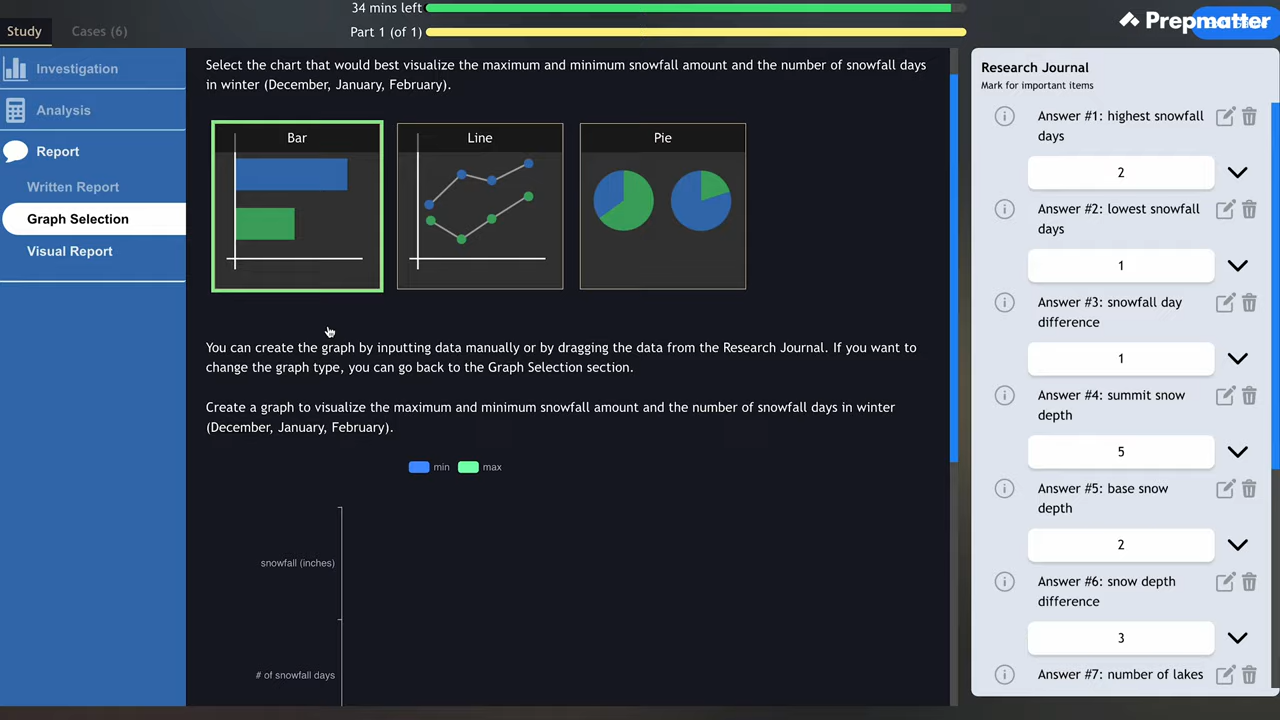 34 mins left
Part 1 (of 1)
Study
Cases (6)
Prepmatter
Investigation
Analysis
Report
Written Report
Graph Selection
Visual Report
Select the chart that would best visualize the maximum and minimum snowfall amount and the number of snowfall days
in winter (December, January, February).
Bar
Line
Pie
You can create the graph by inputting data manually or by dragging the data from the Research Journal. If you want to
change the graph type, you can go back to the Graph Selection section.
Create a graph to visualize the maximum and minimum snowfall amount and the number of snowfall days in winter
(December, January, February).
min
max
snowfall (inches)
# of snowfall days
Research Journal
Mark for important items
Answer #1: highest snowfall
days
2
Answer #2: lowest snowfall
days
1
Answer #3: snowfall day
difference
1
Answer #4: summit snow
depth
5
Answer #5: base snow
depth
2
Answer #6: snow depth
difference
3
Answer #7: number of lakes